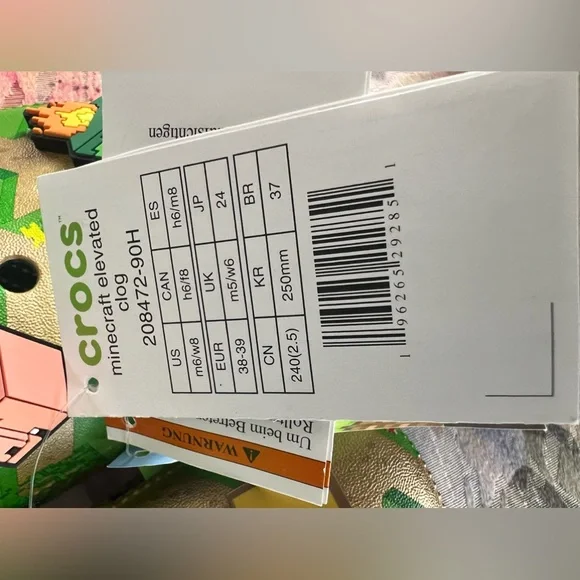 crocs™
minecraft elevated
clog
208472-90H
US CAN ES
m6/w8 h6/f8 h6/m8
EUR UK JP
38-39 m5/w6 24
CN KR BR
240(2.5) 250mm 37
1 96265 29285 1
WARNUNG
Um beim Betreten